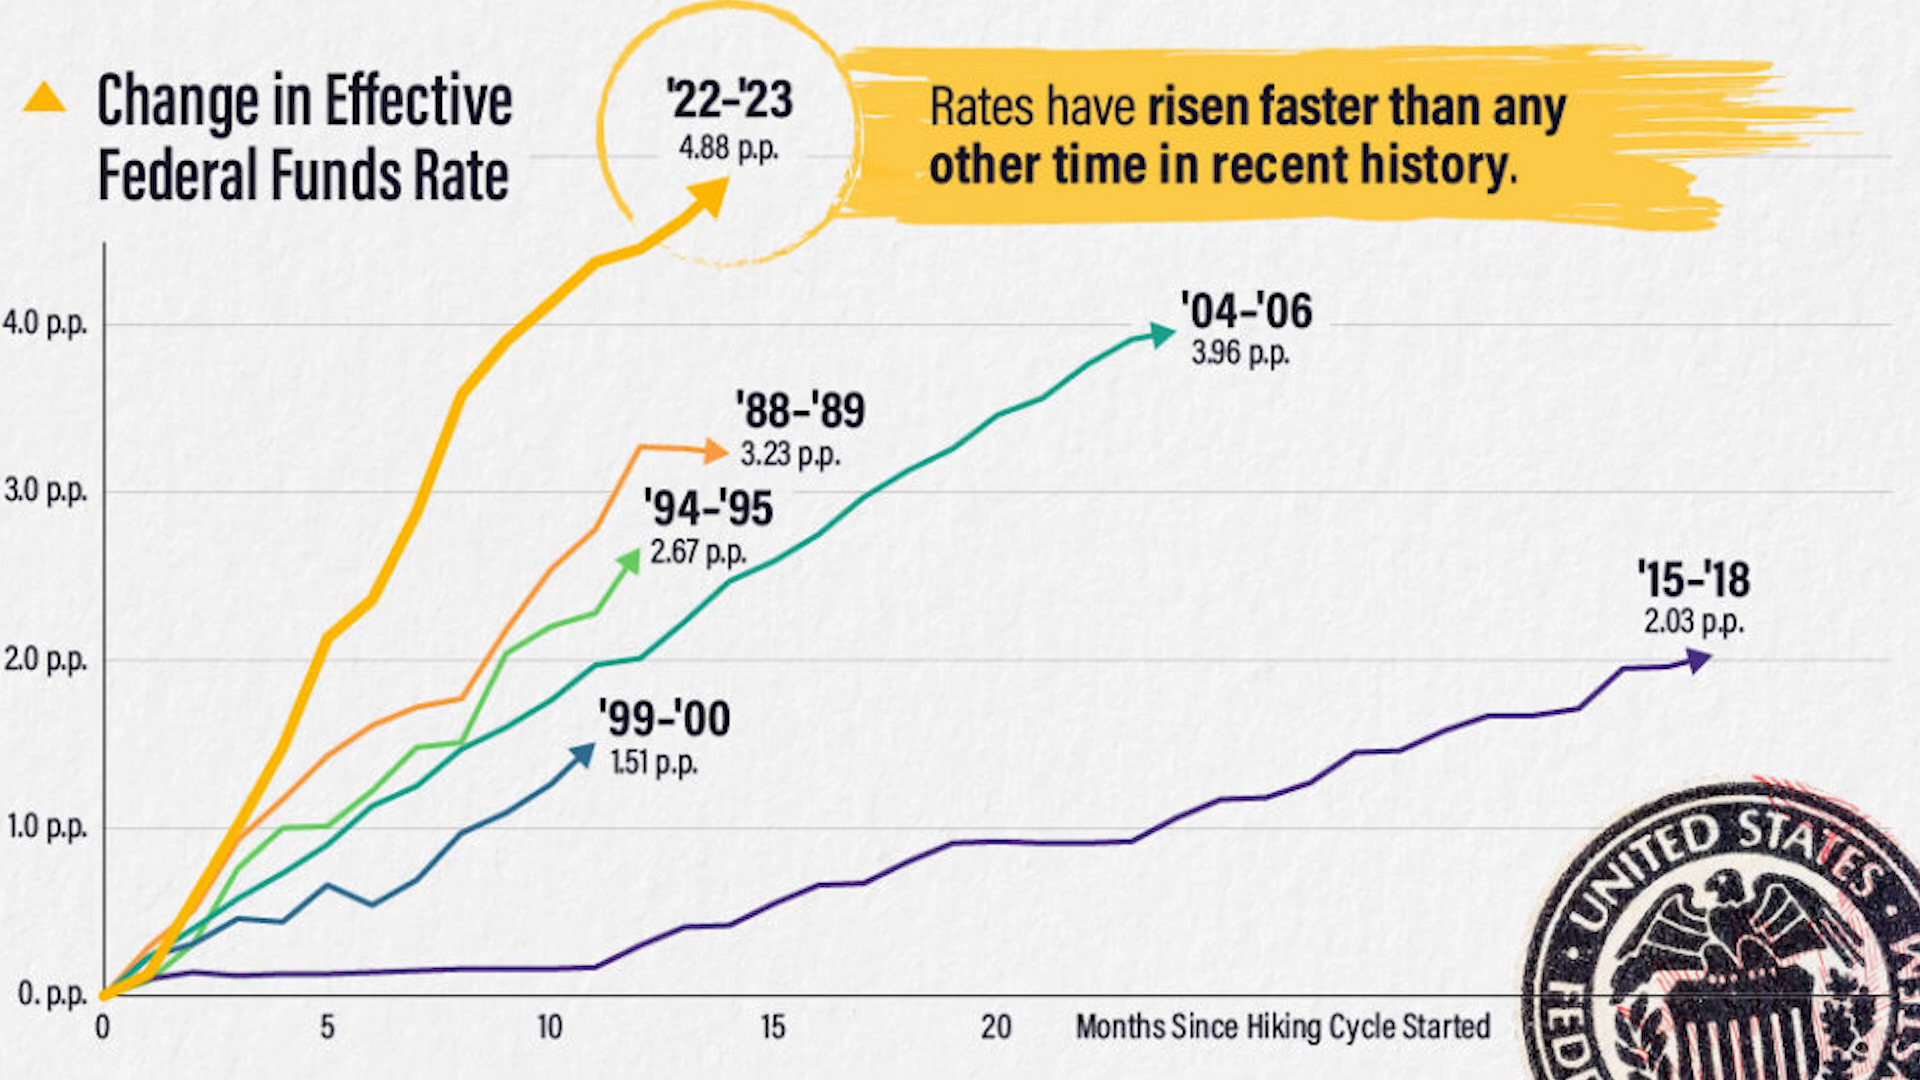 Change in Effective
Federal Funds Rate
'22–'23
4.88 p.p.
Rates have risen faster than any
other time in recent history.
4.0 p.p.
3.0 p.p.
2.0 p.p.
1.0 p.p.
0. p.p.
'04–'06
3.96 p.p.
'88–'89
3.23 p.p.
'94–'95
2.67 p.p.
'15–'18
2.03 p.p.
'99–'00
1.51 p.p.
0
5
10
15
20
Months Since Hiking Cycle Started
UNITED STATES